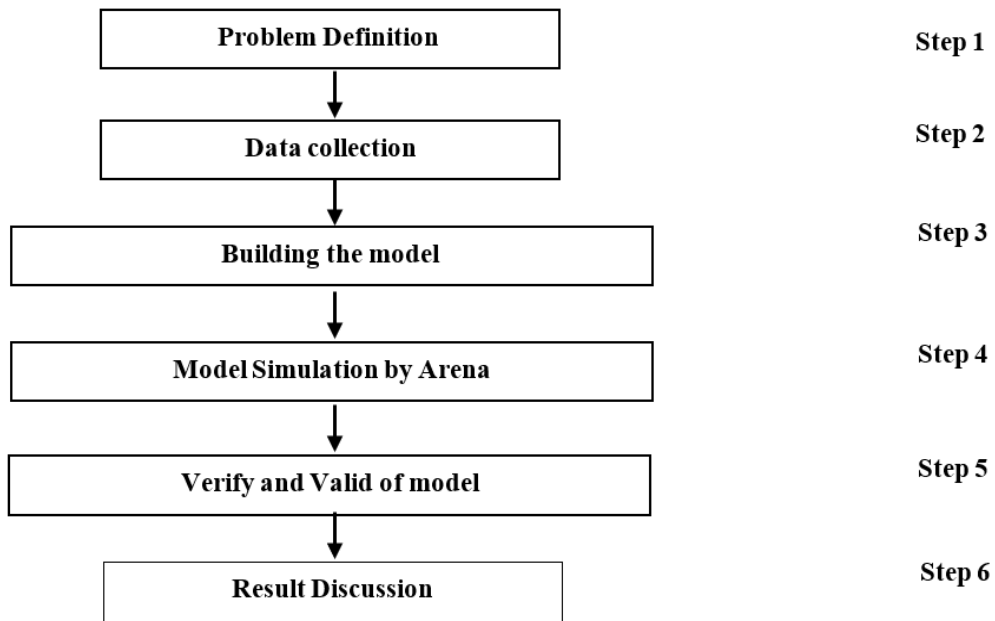 Problem Definition
Step 1
Data collection
Step 2
Building the model
Step 3
Model Simulation by Arena
Step 4
Verify and Valid of model
Step 5
Result Discussion
Step 6